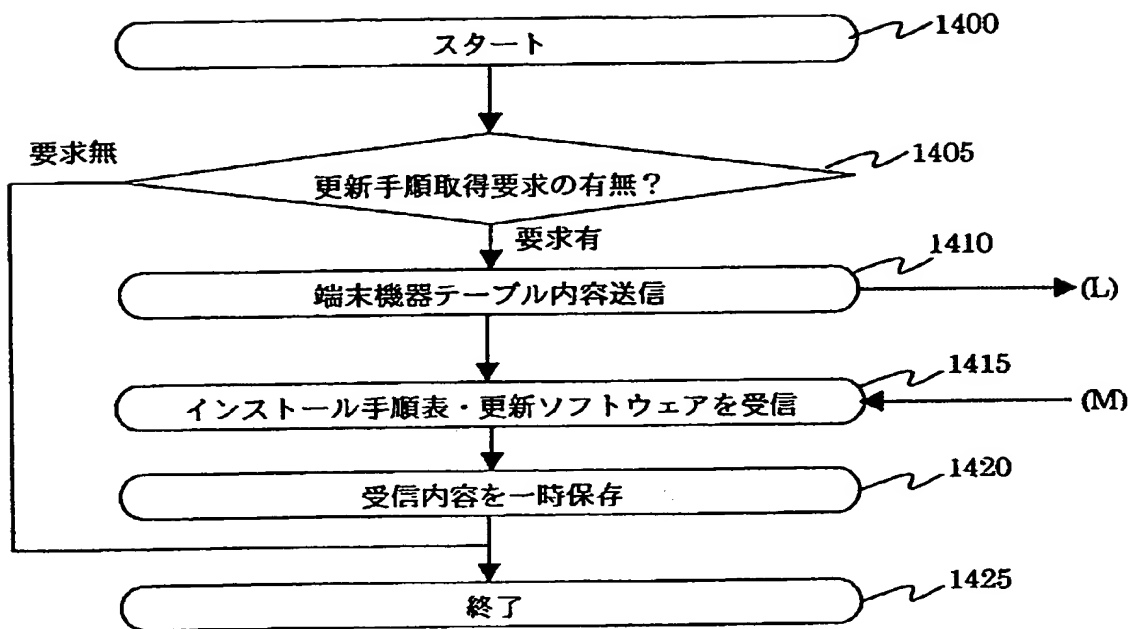 スタート
1400
要求無
更新手順取得要求の有無?
1405
要求有
1410
端末機器テーブル内容送信
(L)
1415
インストール手順表・更新ソフトウェアを受信
(M)
1420
受信内容を一時保存
1425
終了